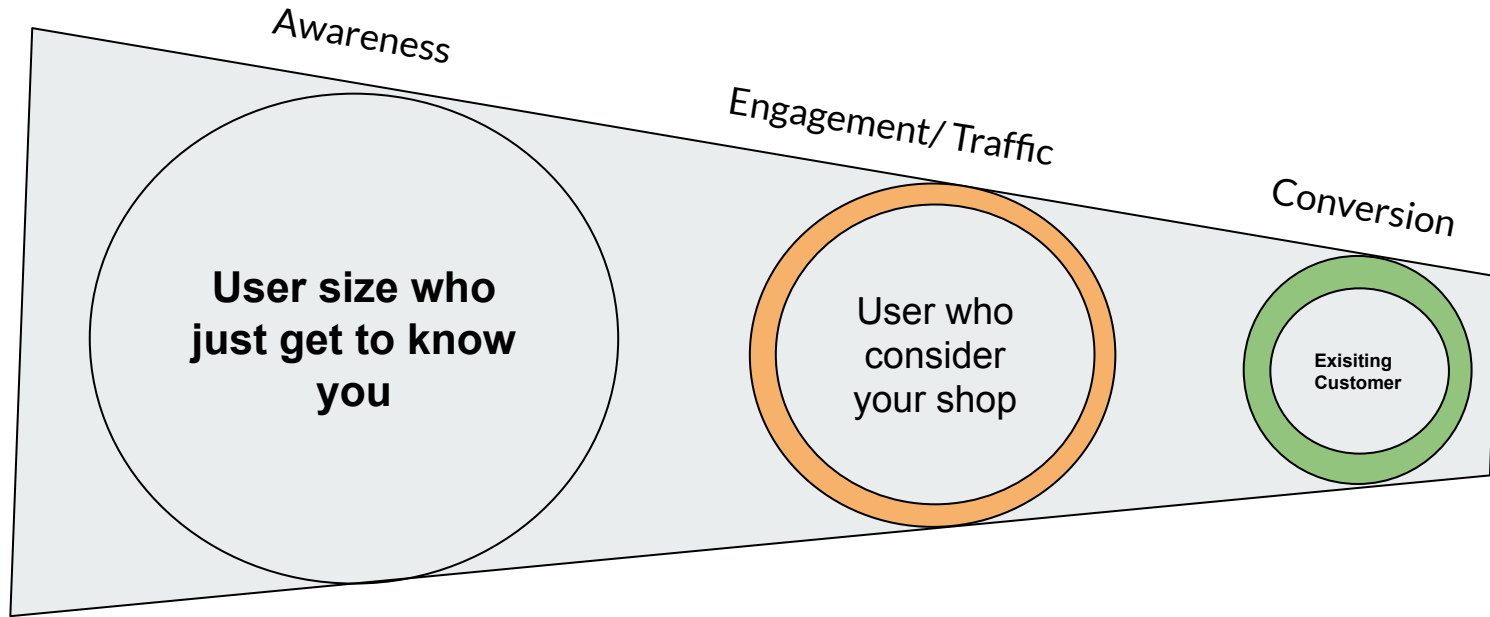 Awareness
Engagement/ Traffic
Conversion
User size who
just get to know
you
User who
consider
your shop
Exisiting
Customer